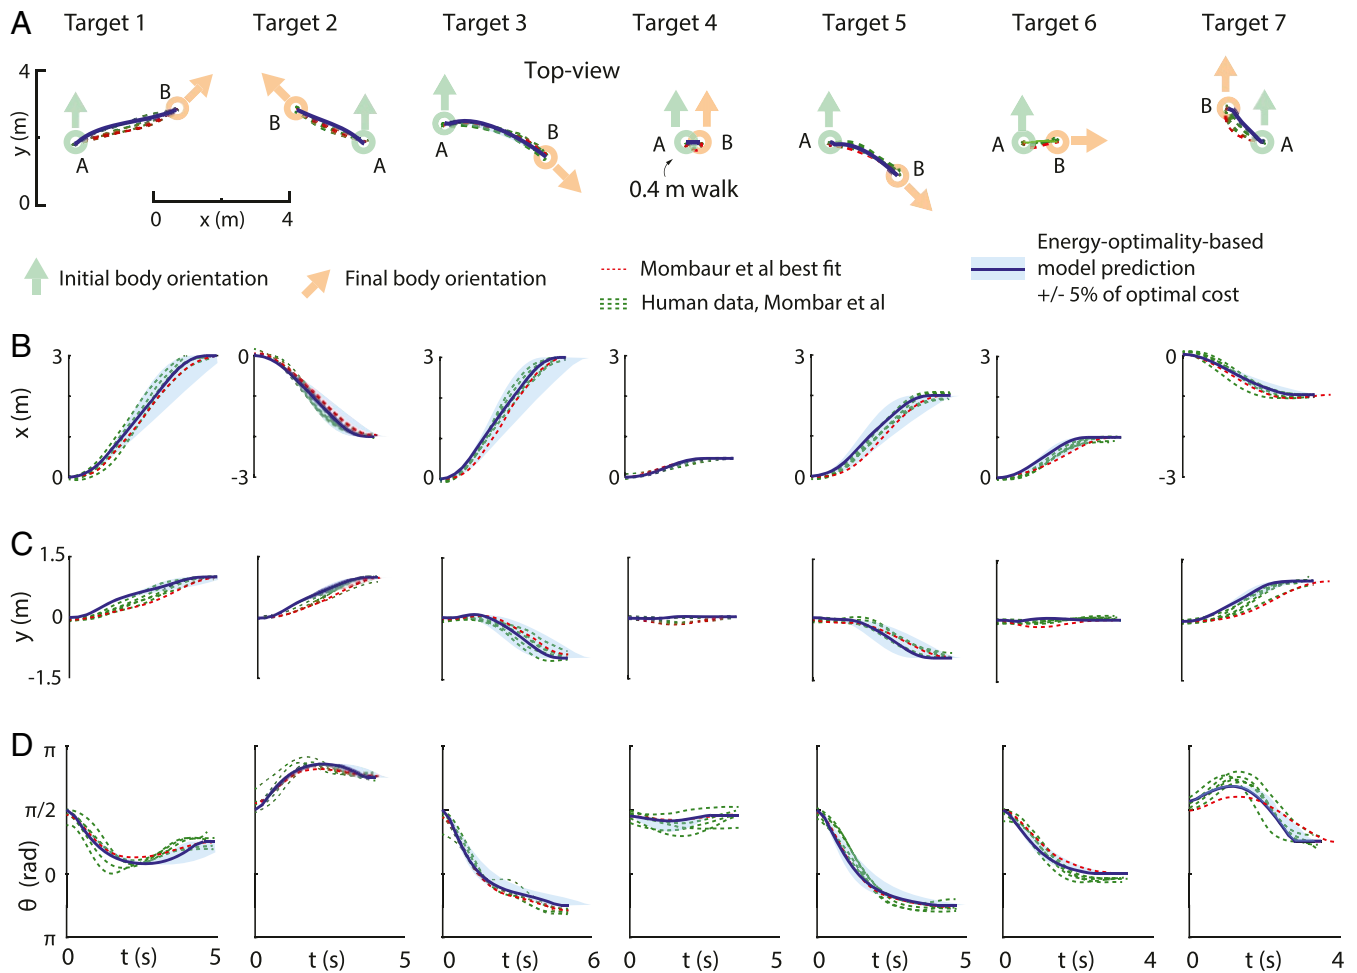 A
Target 1
Target 2
Target 3
Target 4
Target 5
Target 6
Target 7
4
y (m)
0
B
A
B
A
Top-view
A
B
A
B
0.4 m walk
A
B
A
B
B
A
0
x (m)
4
Initial body orientation
Final body orientation
Mombaur et al best fit
Human data, Mombar et al
Energy-optimality-based
model prediction
+/- 5% of optimal cost
B
x (m)
3
0
0
-3
3
0
3
0
3
0
3
0
0
-3
C
y (m)
1.5
0
-1.5
D
θ (rad)
π
π/2
0
π
0 t (s) 5
0 t (s) 5
0 t (s) 6
0 t (s) 5
0 t (s) 5
0 t (s) 4
0 t (s) 4